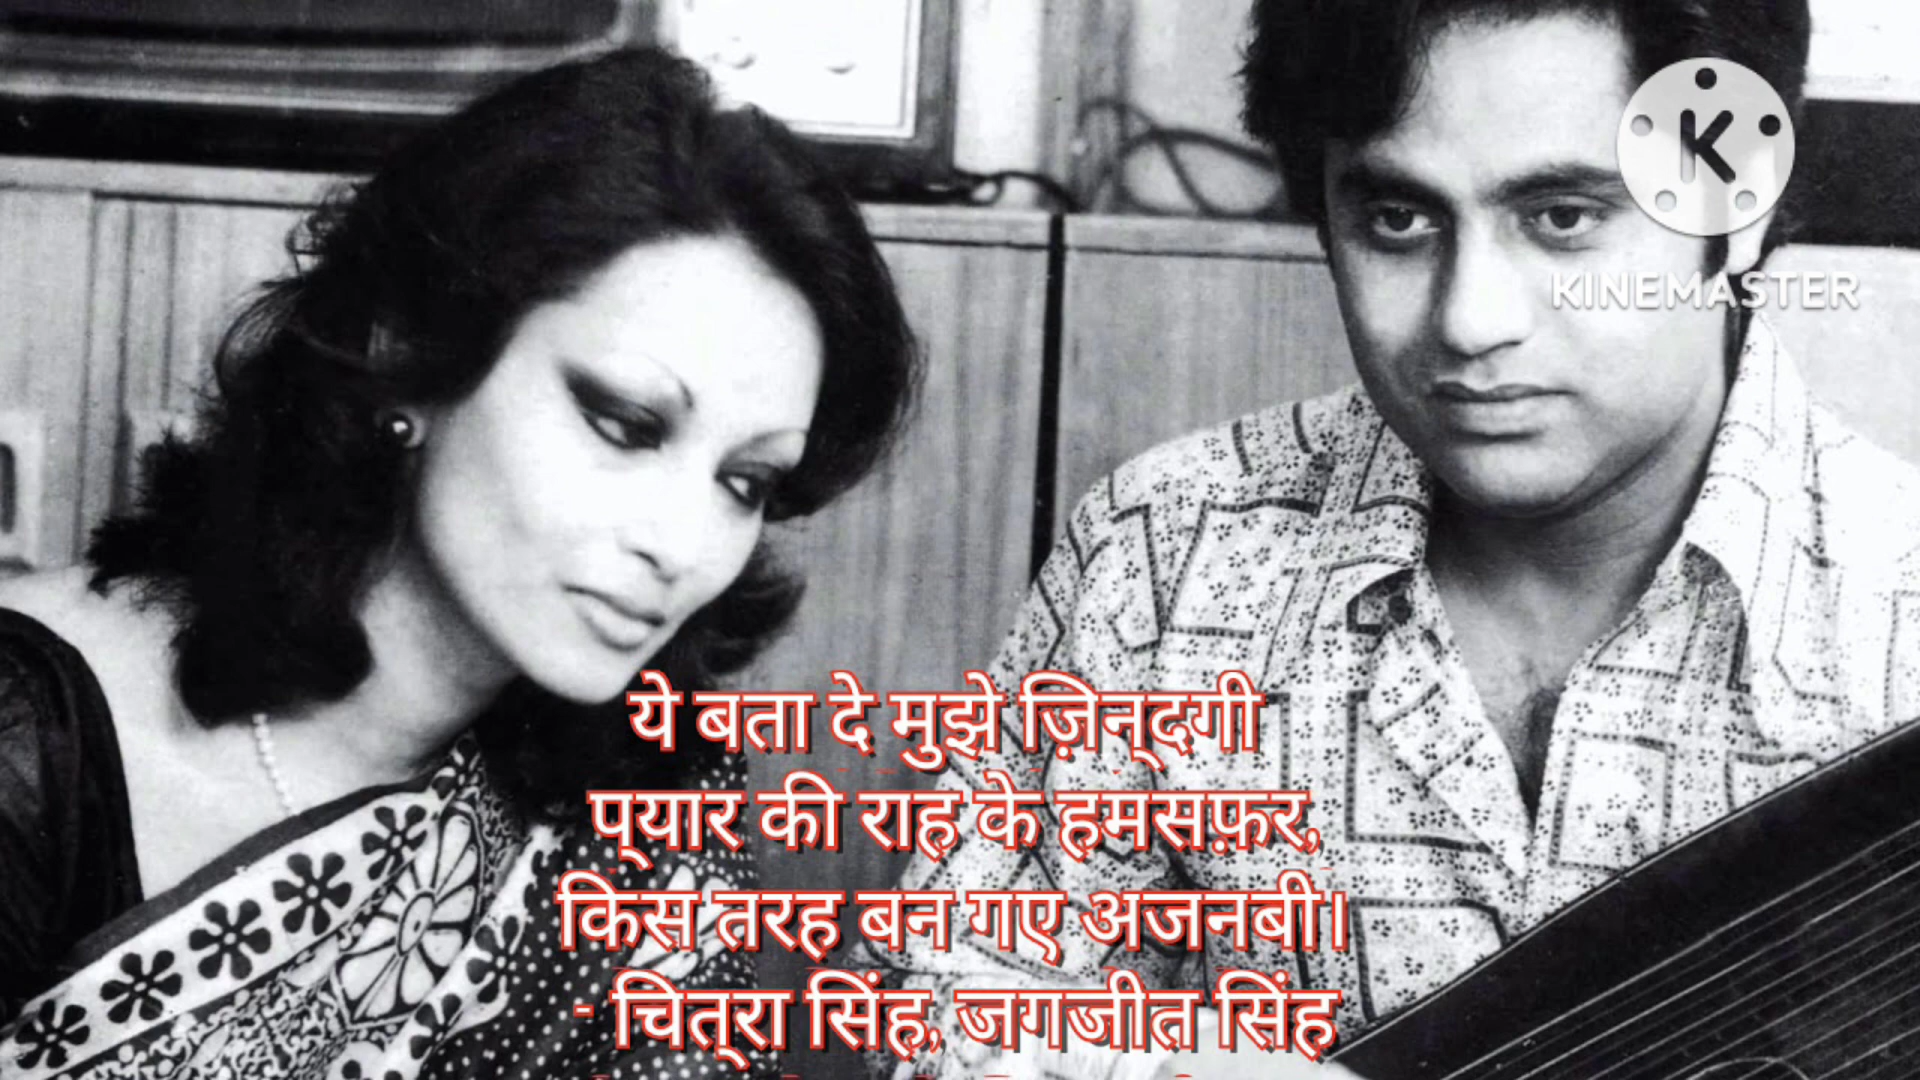 K
KINEMASTER
ये बता दे मुझे ज़िन्दगी
प्यार की राह के हमसफ़र,
किस तरह बन गए अजनबी।
- चित्रा सिंह, जगजीत सिंह